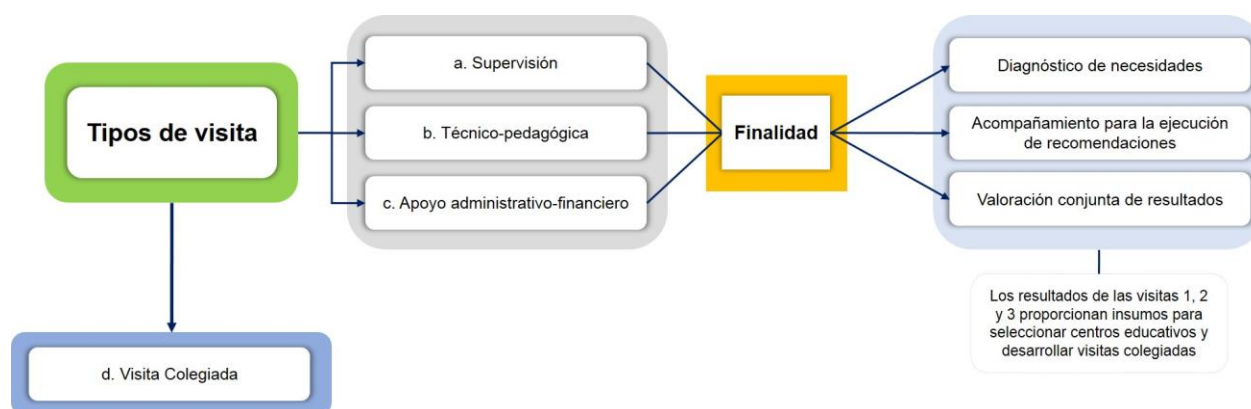 Tipos de visita
a. Supervisión
b. Técnico-pedagógica
c. Apoyo administrativo-financiero
Finalidad
Diagnóstico de necesidades
Acompañamiento para la ejecución
de recomendaciones
Valoración conjunta de resultados
Los resultados de las visitas 1, 2
y 3 proporcionan insumos para
seleccionar centros educativos y
desarrollar visitas colegiadas
d. Visita Colegiada